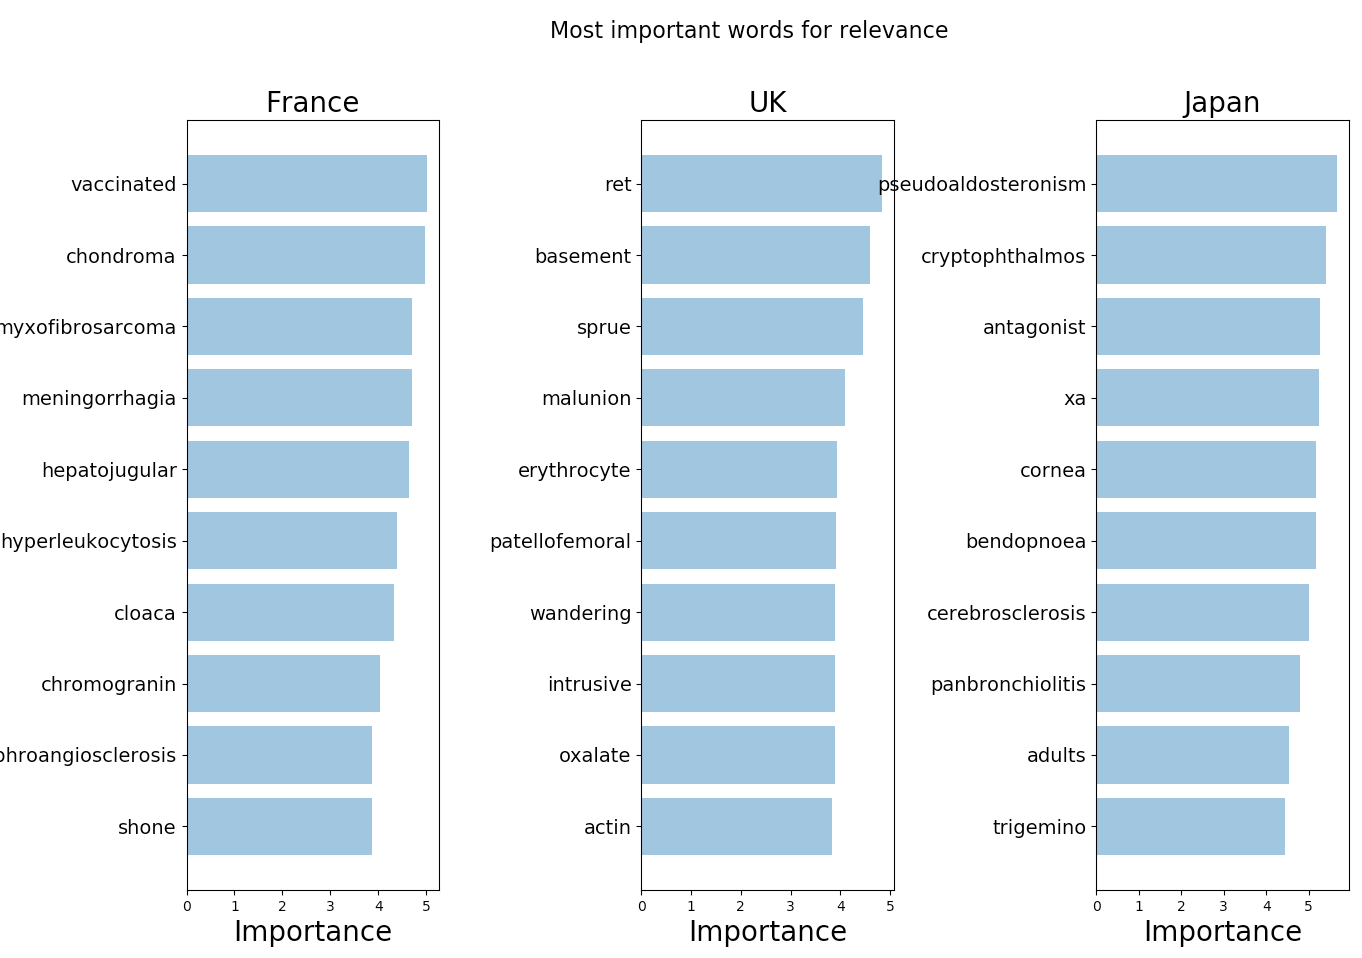 Most important words for relevance
France
vaccinated
chondroma
myxofibrosarcoma
meningorrhagia
hepatojugular
hyperleukocytosis
cloaca
chromogranin
phroangiosclerosis
shone
0 1 2 3 4 5
Importance
UK
ret
basement
sprue
malunion
erythrocyte
patellofemoral
wandering
intrusive
oxalate
actin
0 1 2 3 4 5
Importance
Japan
pseudoaldosteronism
cryptophthalmos
antagonist
xa
cornea
bendopnoea
cerebrosclerosis
panbronchiolitis
adults
trigemino
0 1 2 3 4 5
Importance